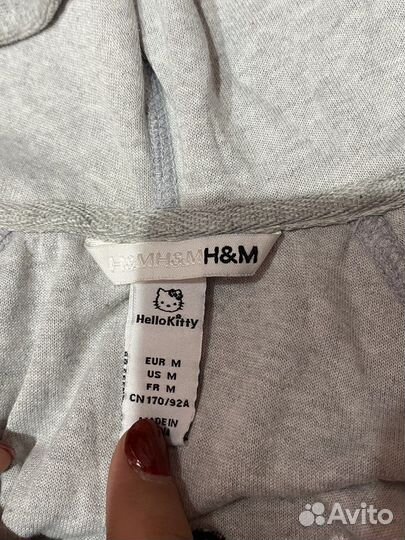 H&MH&MH&M
HelloKitty
EUR M
US M
FR M
CN 170/92A
MADE IN
Avito